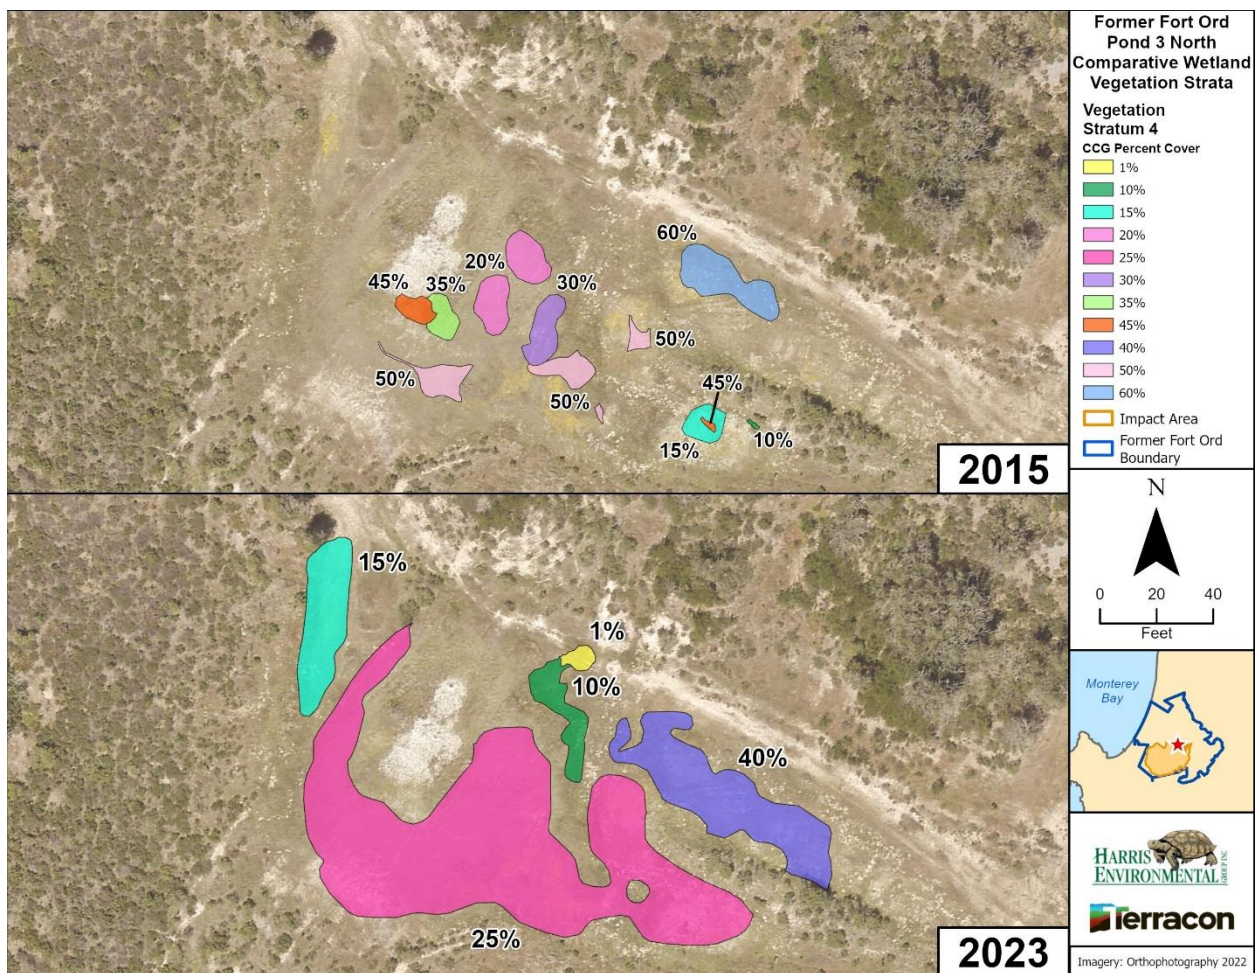 Former Fort Ord
Pond 3 North
Comparative Wetland
Vegetation Strata
Vegetation
Stratum 4
CCG Percent Cover
1%
10%
15%
20%
25%
30%
35%
45%
40%
50%
60%
Impact Area
Former Fort Ord
Boundary
N
0 20 40
Feet
Monterey
Bay
HARRIS
ENVIRONMENTAL
GROUP INC
Terracon
Imagery: Orthophotography 2022
60%
20%
45%
35%
30%
50%
50%
45%
50%
15%
10%
2015
15%
1%
10%
40%
25%
2023